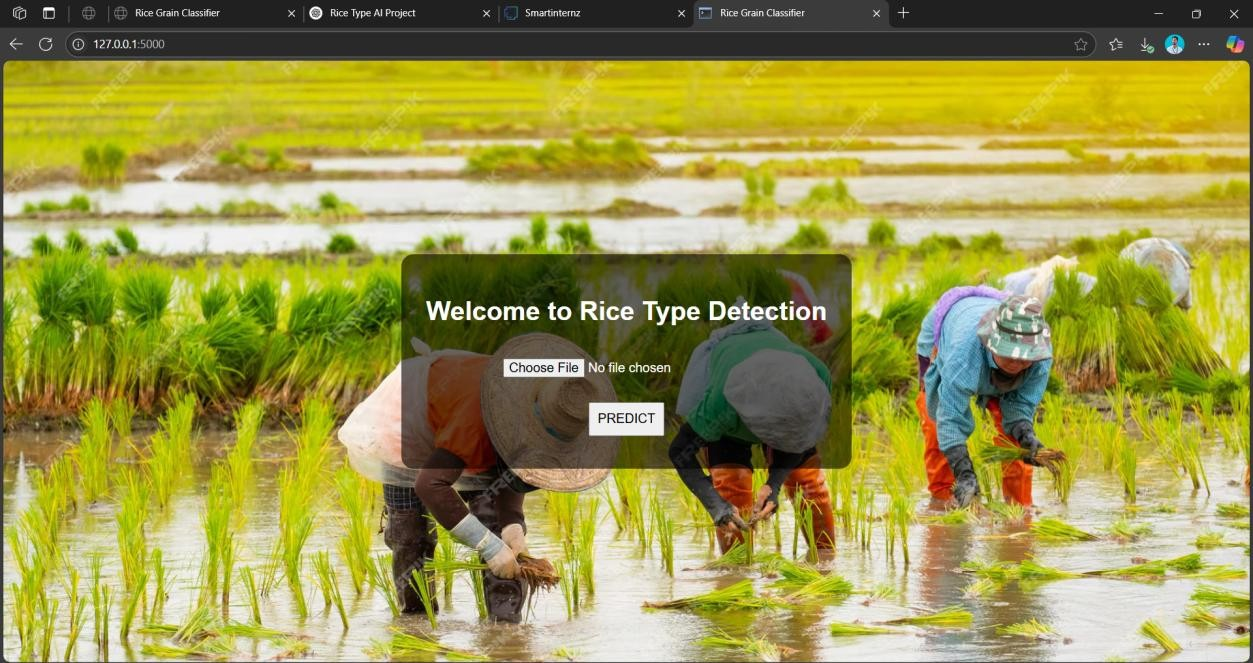 Rice Grain Classifier
Rice Type AI Project
Smartinternz
Rice Grain Classifier
127.0.0.1:5000
FREEPIK
Welcome to Rice Type Detection
Choose File No file chosen
PREDICT